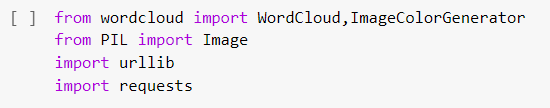 [ ] from wordcloud import WordCloud,ImageColorGenerator
from PIL import Image
import urllib
import requests